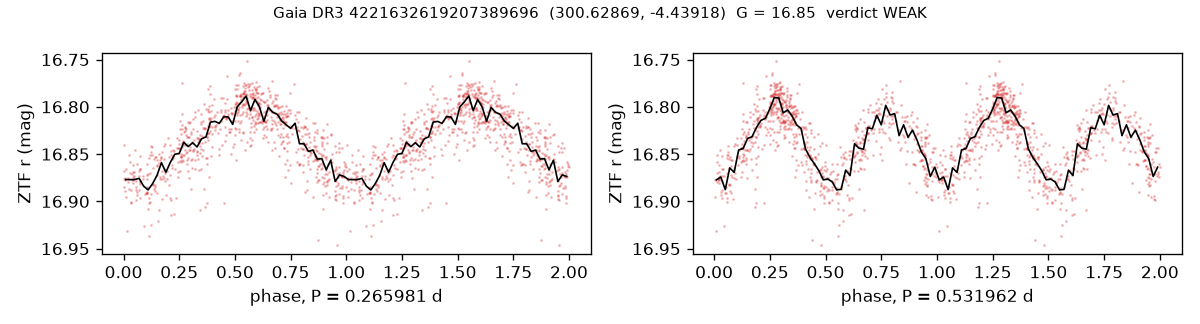 Gaia DR3 4221632619207389696  (300.62869, -4.43918)  G = 16.85  verdict WEAK
ZTF r (mag)
16.75
16.80
16.85
16.90
16.95
0.00 0.25 0.50 0.75 1.00 1.25 1.50 1.75 2.00
phase, P = 0.265981 d
ZTF r (mag)
16.75
16.80
16.85
16.90
16.95
0.00 0.25 0.50 0.75 1.00 1.25 1.50 1.75 2.00
phase, P = 0.531962 d